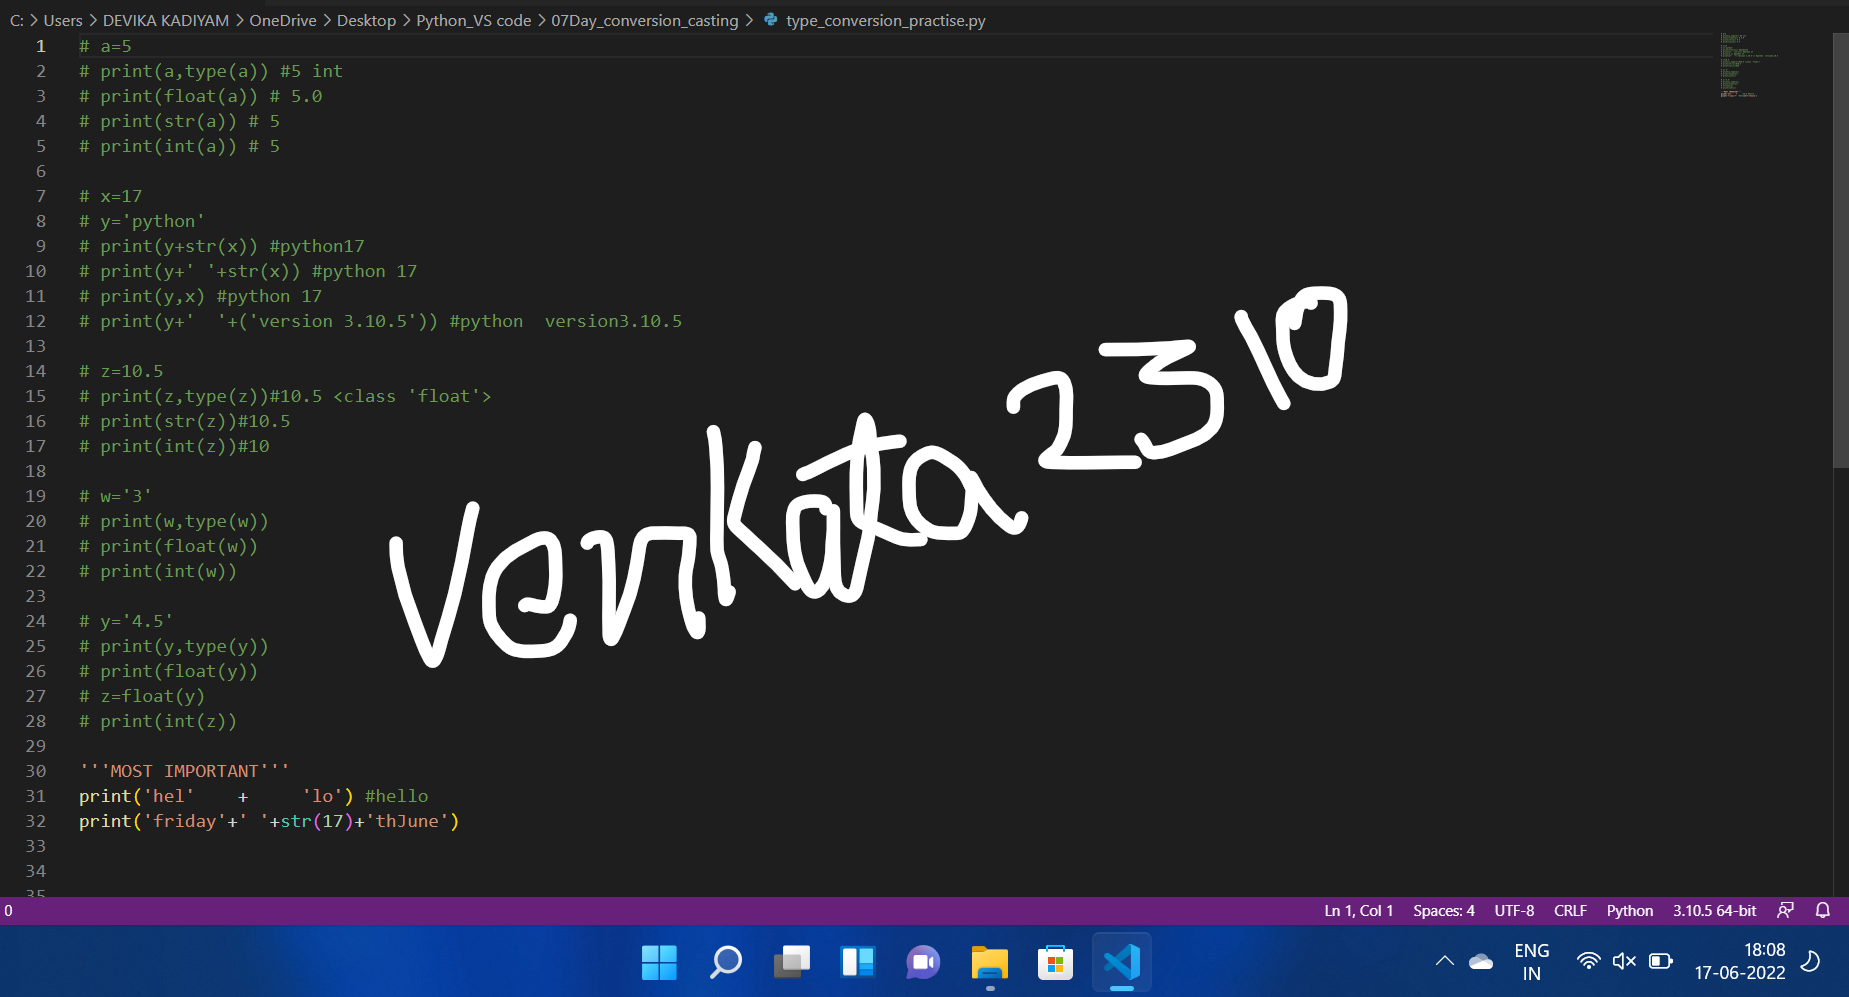 C: > Users > DEVIKA KADIYAM > OneDrive > Desktop > Python_VS code > 07Day_conversion_casting > type_conversion_practise.py
1 # a=5
2 # print(a,type(a)) #5 int
3 # print(float(a)) # 5.0
4 # print(str(a)) # 5
5 # print(int(a)) # 5
6
7 # x=17
8 # y='python'
9 # print(y+str(x)) #python17
10 # print(y+' '+str(x)) #python 17
11 # print(y,x) #python 17
12 # print(y+'  '+('version 3.10.5')) #python  version3.10.5
13
14 # z=10.5
15 # print(z,type(z))#10.5 <class 'float'>
16 # print(str(z))#10.5
17 # print(int(z))#10
18
19 # w='3'
20 # print(w,type(w))
21 # print(float(w))
22 # print(int(w))
23
24 # y='4.5'
25 # print(y,type(y))
26 # print(float(y))
27 # z=float(y)
28 # print(int(z))
29
30 '''MOST IMPORTANT'''
31 print('hel'    +     'lo') #hello
32 print('friday'+' '+str(17)+'thJune')
33
34
35
Venkata 2310
0 Ln 1, Col 1 Spaces: 4 UTF-8 CRLF Python 3.10.5 64-bit
ENG 18:08
IN 17-06-2022